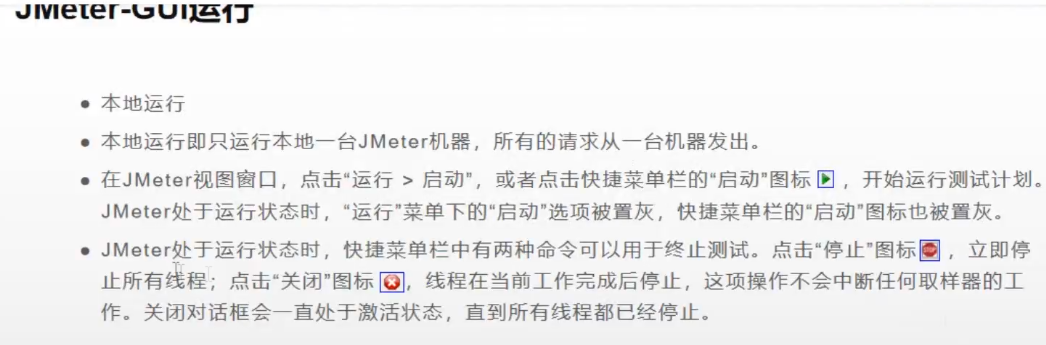 JMeter-GUI运行
本地运行
本地运行即只运行本地一台JMeter机器，所有的请求从一台机器发出。
在JMeter视图窗口，点击“运行 > 启动”，或者点击快捷菜单栏的“启动”图标 ，开始运行测试计划。
JMeter处于运行状态时，“运行”菜单下的“启动”选项被置灰，快捷菜单栏的“启动”图标也被置灰。
JMeter处于运行状态时，快捷菜单栏中有两种命令可以用于终止测试。点击“停止”图标 STOP ，立即停
止所有线程；点击“关闭”图标 ，线程在当前工作完成后停止，这项操作不会中断任何取样器的工
作。关闭对话框会一直处于激活状态，直到所有线程都已经停止。